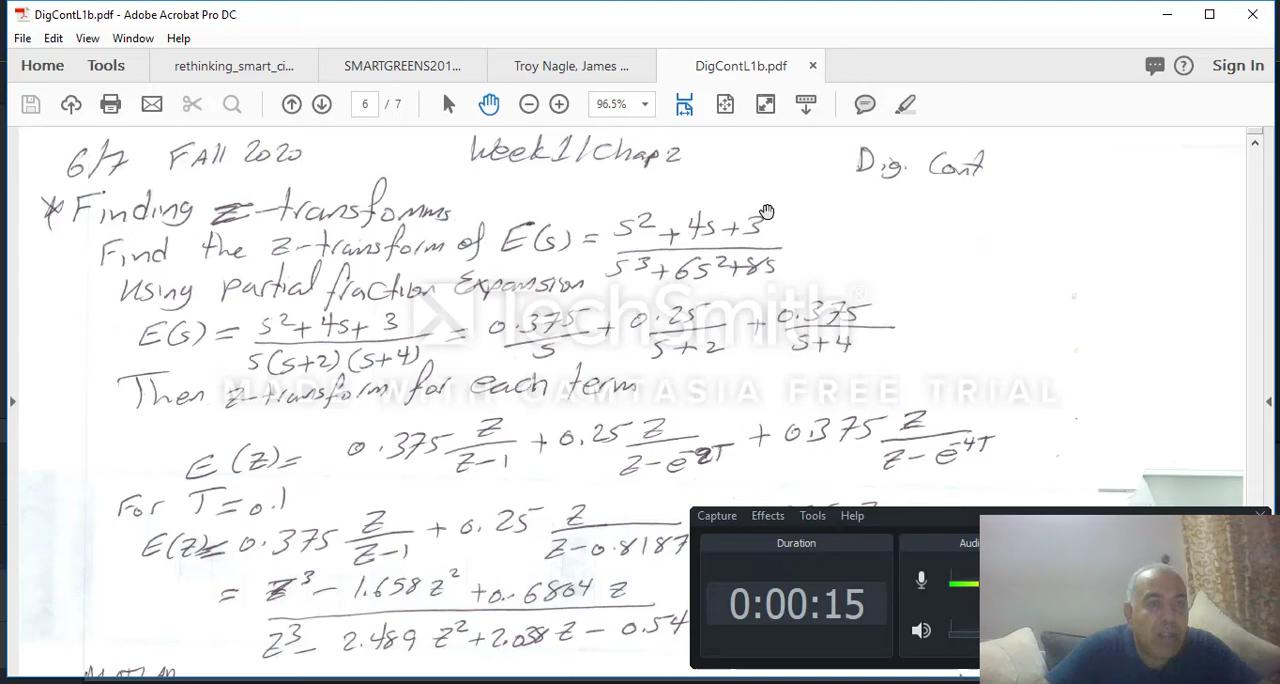 DigContL1b.pdf - Adobe Acrobat Pro DC
File Edit View Window Help
Home Tools rethinking_smart_ci... SMARTGREENS201... Troy Nagle, James ... DigContL1b.pdf × Sign In
6 / 7 96.5%
6/7 FAll 2020 Week1/Chap2 Dig. Cont
* Finding z-transfomms
Find the z-transform of E(s) = s² + 4s + 3 / s³ + 6s² + 8s
Using partial fraction Expansion
E(s) = s² + 4s + 3 / s(s+2)(s+4) = 0.375 / s + 0.25 / s+2 + 0.375 / s+4
TechSmith
Then z-transform for each term
MADE WITH CAMTASIA FREE TRIAL
E(z) = 0.375 z / z-1 + 0.25 z / z - e^-2T + 0.375 z / z - e^-4T
For T = 0.1
E(z) = 0.375 z / z-1 + 0.25 z / z - 0.8187
= z³ - 1.658 z² + 0.6804 z / z³ - 2.489 z² + 2.038 z - 0.54
Capture Effects Tools Help
Duration Audi
0:00:15